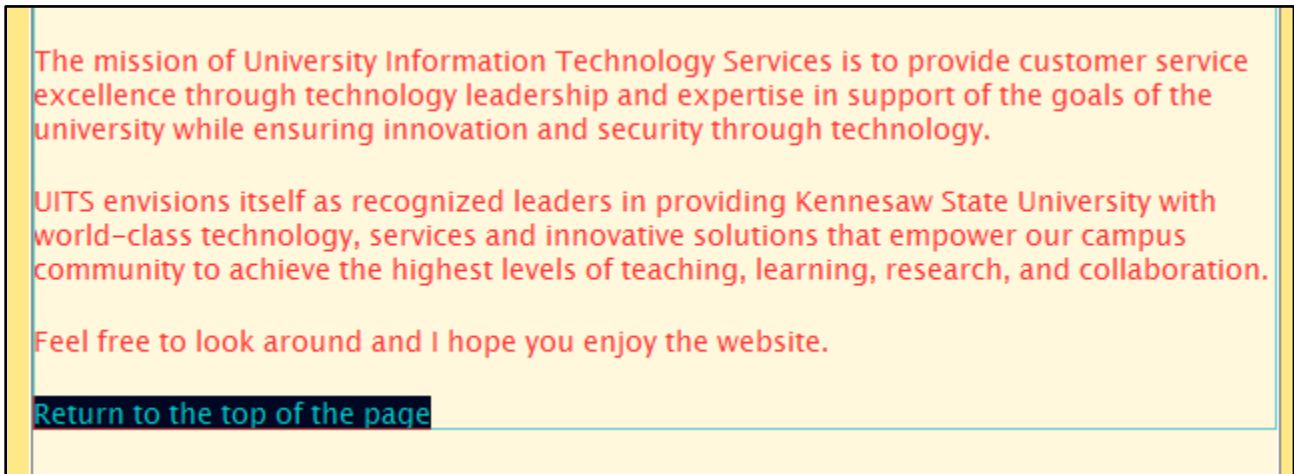 The mission of University Information Technology Services is to provide customer service
excellence through technology leadership and expertise in support of the goals of the
university while ensuring innovation and security through technology.
UITS envisions itself as recognized leaders in providing Kennesaw State University with
world-class technology, services and innovative solutions that empower our campus
community to achieve the highest levels of teaching, learning, research, and collaboration.
Feel free to look around and I hope you enjoy the website.
Return to the top of the page